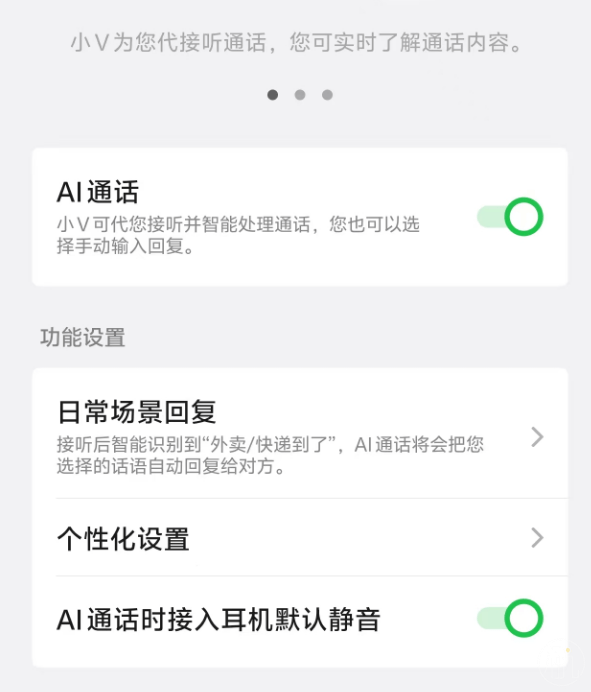 小V为您代接听通话，您可实时了解通话内容。
AI通话
小V可代您接听并智能处理通话，您也可以选
择手动输入回复。
功能设置
日常场景回复
接听后智能识别到“外卖/快递到了”，AI通话将会把您
选择的话语自动回复给对方。
个性化设置
AI通话时接入耳机默认静音